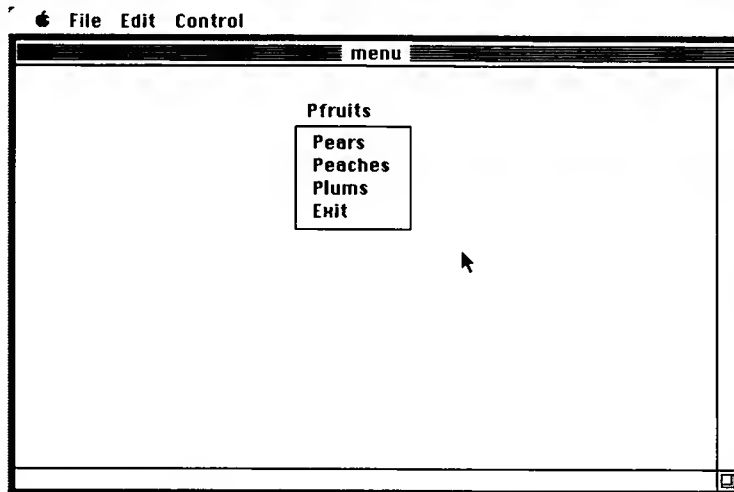 File Edit Control
menu
Pfruits
Pears
Peaches
Plums
Exit